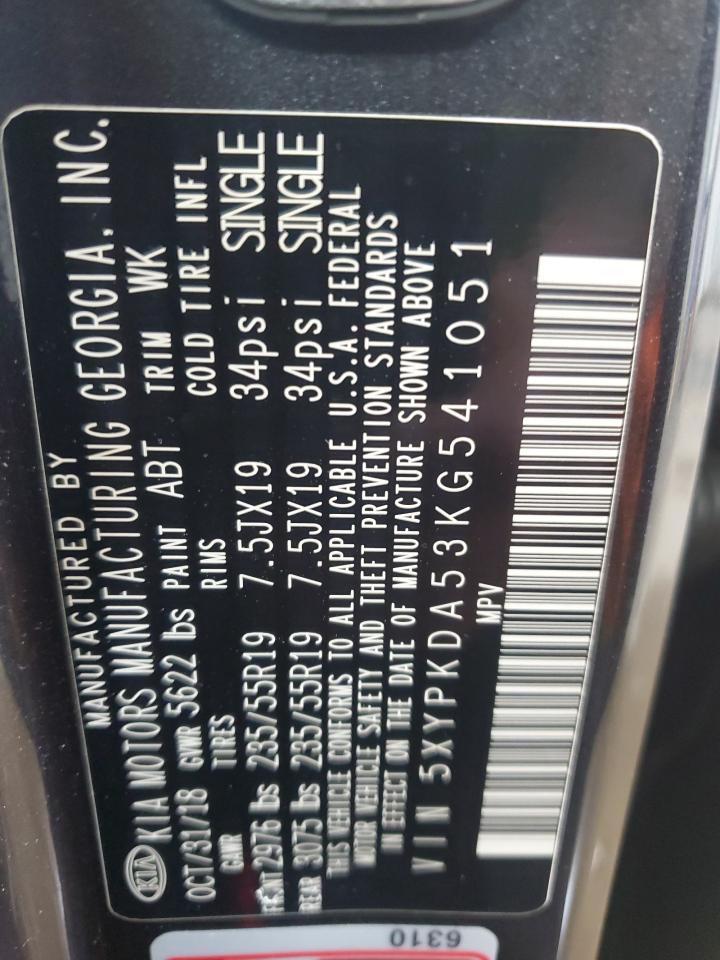 MANUFACTURED BY
KIA KIA MOTORS MANUFACTURING GEORGIA, INC.
OCT/31/18 GVWR 5622 lbs PAINT ABT TRIM WK
GAWR TIRES RIMS COLD TIRE INFL
FRONT 2976 lbs 235/55R19 7.5JX19 34psi SINGLE
REAR 3075 lbs 235/55R19 7.5JX19 34psi SINGLE
THIS VEHICLE CONFORMS TO ALL APPLICABLE U.S.A. FEDERAL
MOTOR VEHICLE SAFETY AND THEFT PREVENTION STANDARDS
IN EFFECT ON THE DATE OF MANUFACTURE SHOWN ABOVE
VIN 5XYPKDA53KG541051
MPV
6310